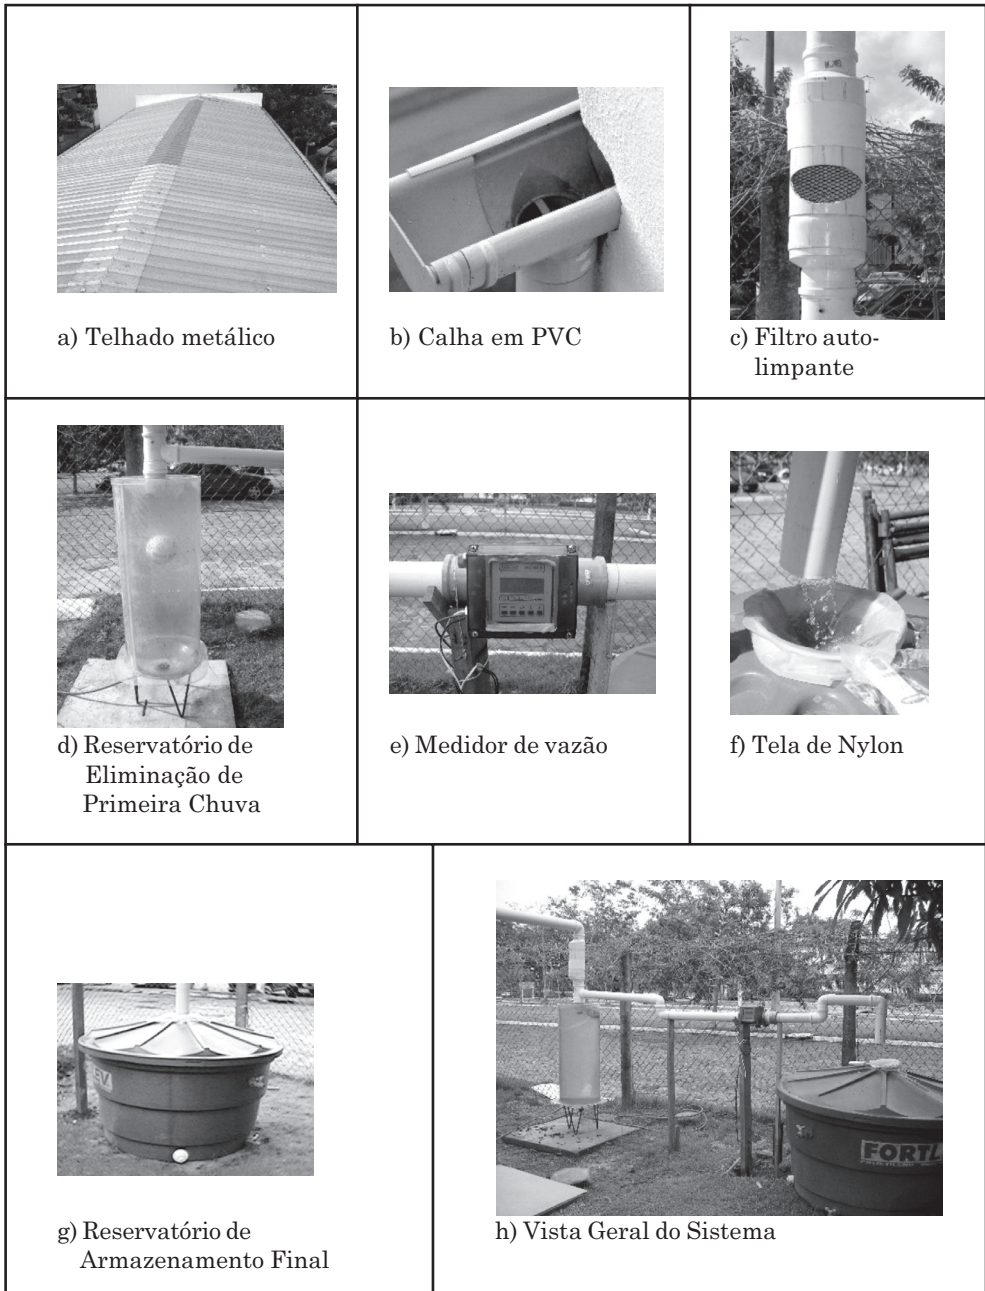 a) Telhado metálico
b) Calha em PVC
c) Filtro auto-
limpante
d) Reservatório de
Eliminação de
Primeira Chuva
e) Medidor de vazão
f) Tela de Nylon
g) Reservatório de
Armazenamento Final
FORTL
h) Vista Geral do Sistema